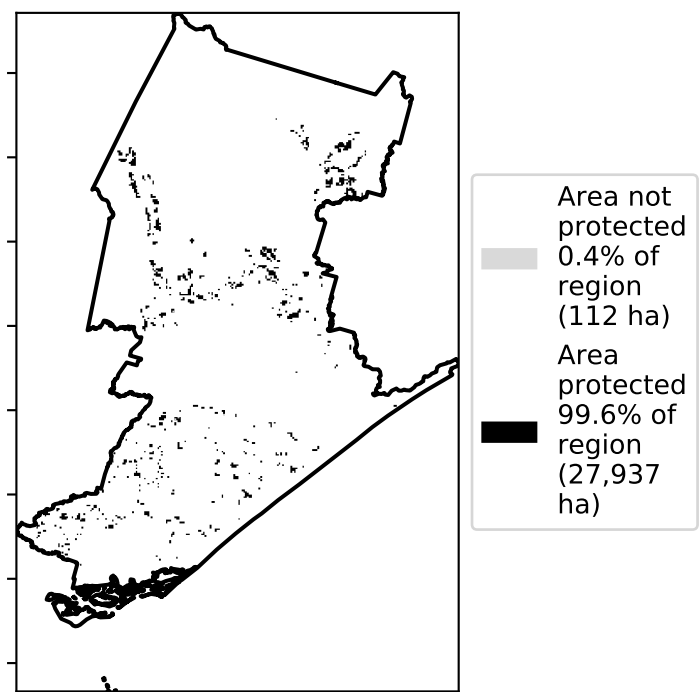 Area not
protected
0.4% of
region
(112 ha)
Area
protected
99.6% of
region
(27,937
ha)